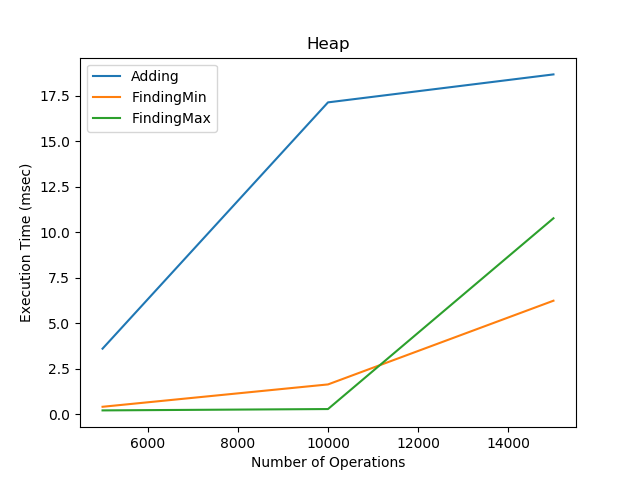 Heap
Adding
FindingMin
FindingMax
17.5
15.0
12.5
10.0
7.5
5.0
2.5
0.0
Execution Time (msec)
6000 8000 10000 12000 14000
Number of Operations